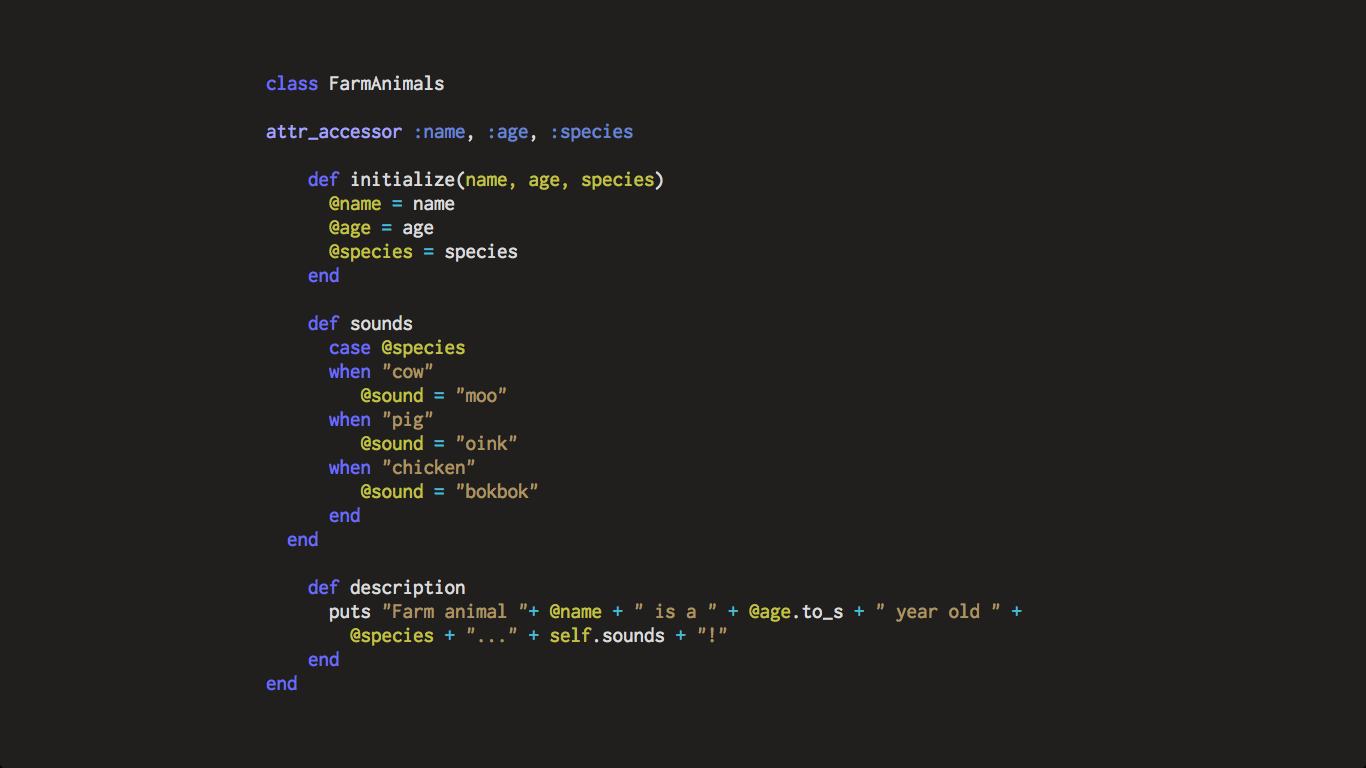 class FarmAnimals

attr_accessor :name, :age, :species

    def initialize(name, age, species)
      @name = name
      @age = age
      @species = species
    end

    def sounds
      case @species
      when "cow"
         @sound = "moo"
      when "pig"
         @sound = "oink"
      when "chicken"
         @sound = "bokbok"
      end
  end

    def description
      puts "Farm animal "+ @name + " is a " + @age.to_s + " year old " +
        @species + "..." + self.sounds + "!"
    end
end